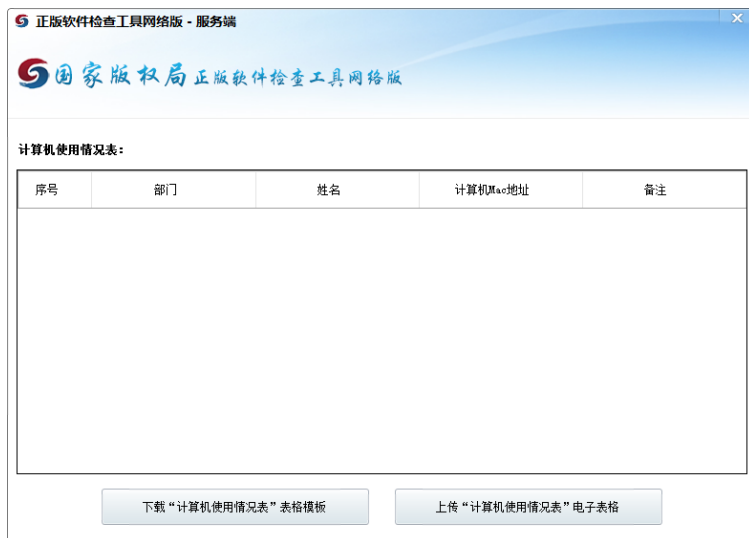 正版软件检查工具网络版 - 服务端
国家版权局正版软件检查工具网络版
计算机使用情况表：
序号 部门 姓名 计算机Mac地址 备注
下载“计算机使用情况表”表格模板 上传“计算机使用情况表”电子表格